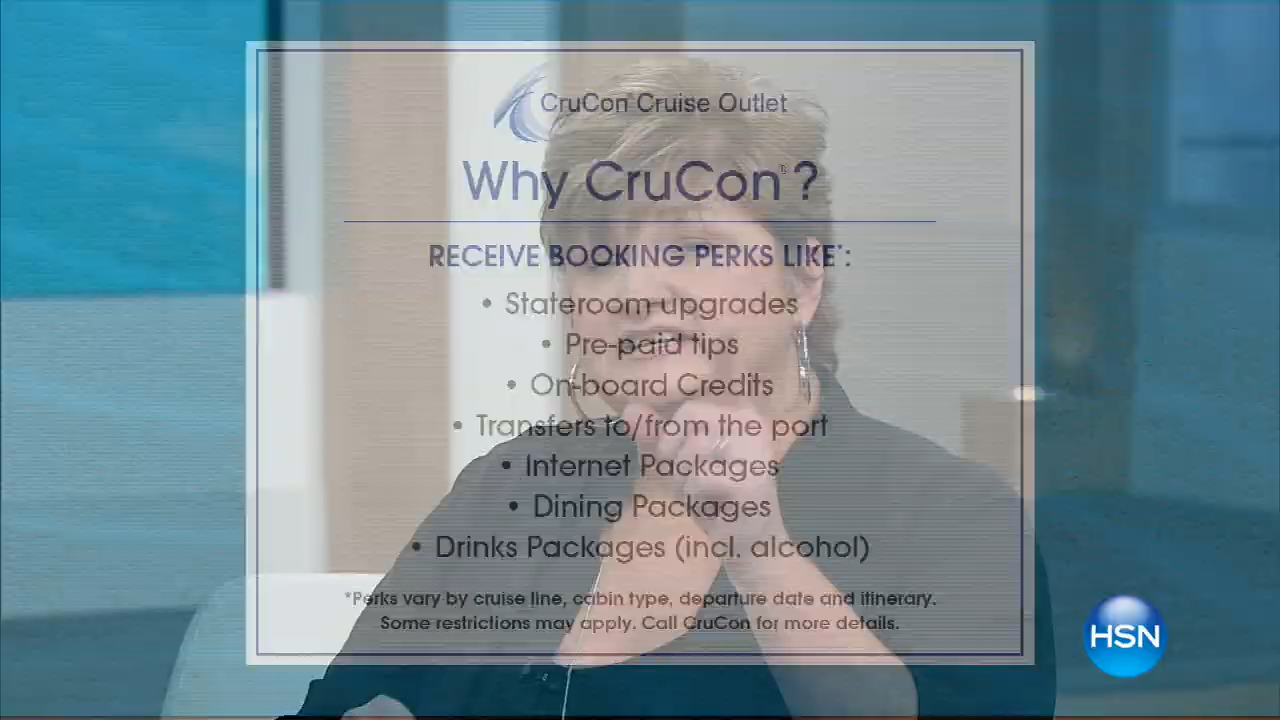 CruCon Cruise Outlet
Why CruCon®?
RECEIVE BOOKING PERKS LIKE*:
• Stateroom upgrades
• Pre-paid tips
• On-board Credits
• Transfers to/from the port
• Internet Packages
• Dining Packages
• Drinks Packages (incl. alcohol)
*Perks vary by cruise line, cabin type, departure date and itinerary.
Some restrictions may apply. Call CruCon for more details.
HSN